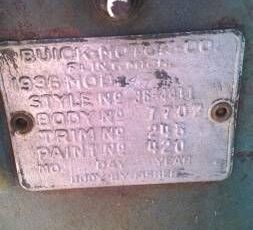 BUICK MOTOR CO.
FLINT, MICH.
1936 MODEL
STYLE Nº
BODY Nº 7707
TRIM Nº 246
PAINT Nº 420
MO. DAY YEAR
BODY BY FISHER